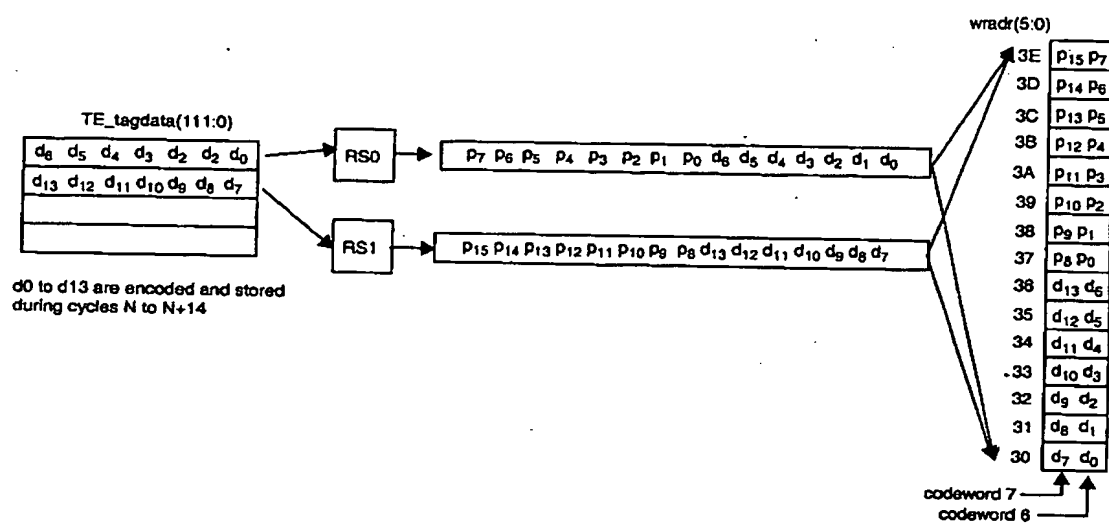 wradr(5:0)
TE_tagdata(111:0)
d6 d5 d4 d3 d2 d2 d0
d13 d12 d11 d10 d9 d8 d7
RS0
RS1
p7 p6 p5 p4 p3 p2 p1 p0 d6 d5 d4 d3 d2 d1 d0
p15 p14 p13 p12 p11 p10 p9 p8 d13 d12 d11 d10 d9 d8 d7
d0 to d13 are encoded and stored
during cycles N to N+14
3E p15 p7
3D p14 p6
3C p13 p5
3B p12 p4
3A p11 p3
39 p10 p2
38 p9 p1
37 p8 p0
36 d13 d6
35 d12 d5
34 d11 d4
33 d10 d3
32 d9 d2
31 d8 d1
30 d7 d0
codeword 7
codeword 6